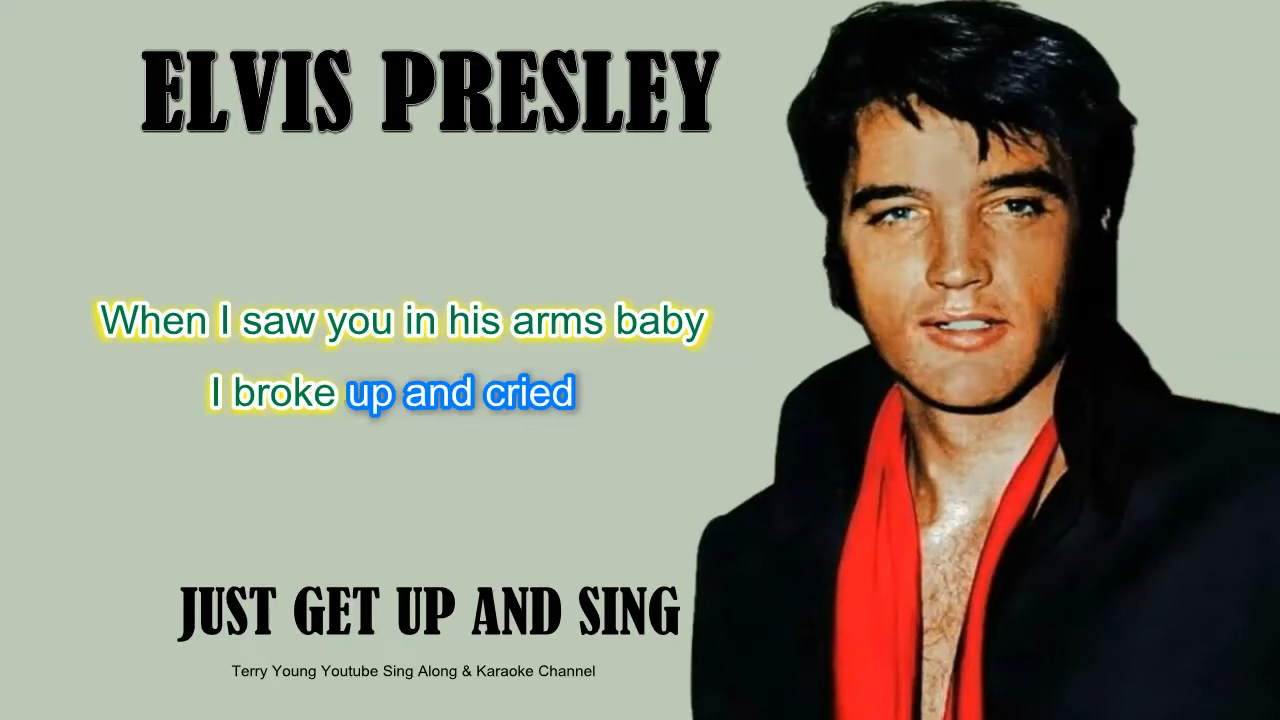 ELVIS PRESLEY
When I saw you in his arms baby
I broke up and cried
JUST GET UP AND SING
Terry Young Youtube Sing Along & Karaoke Channel